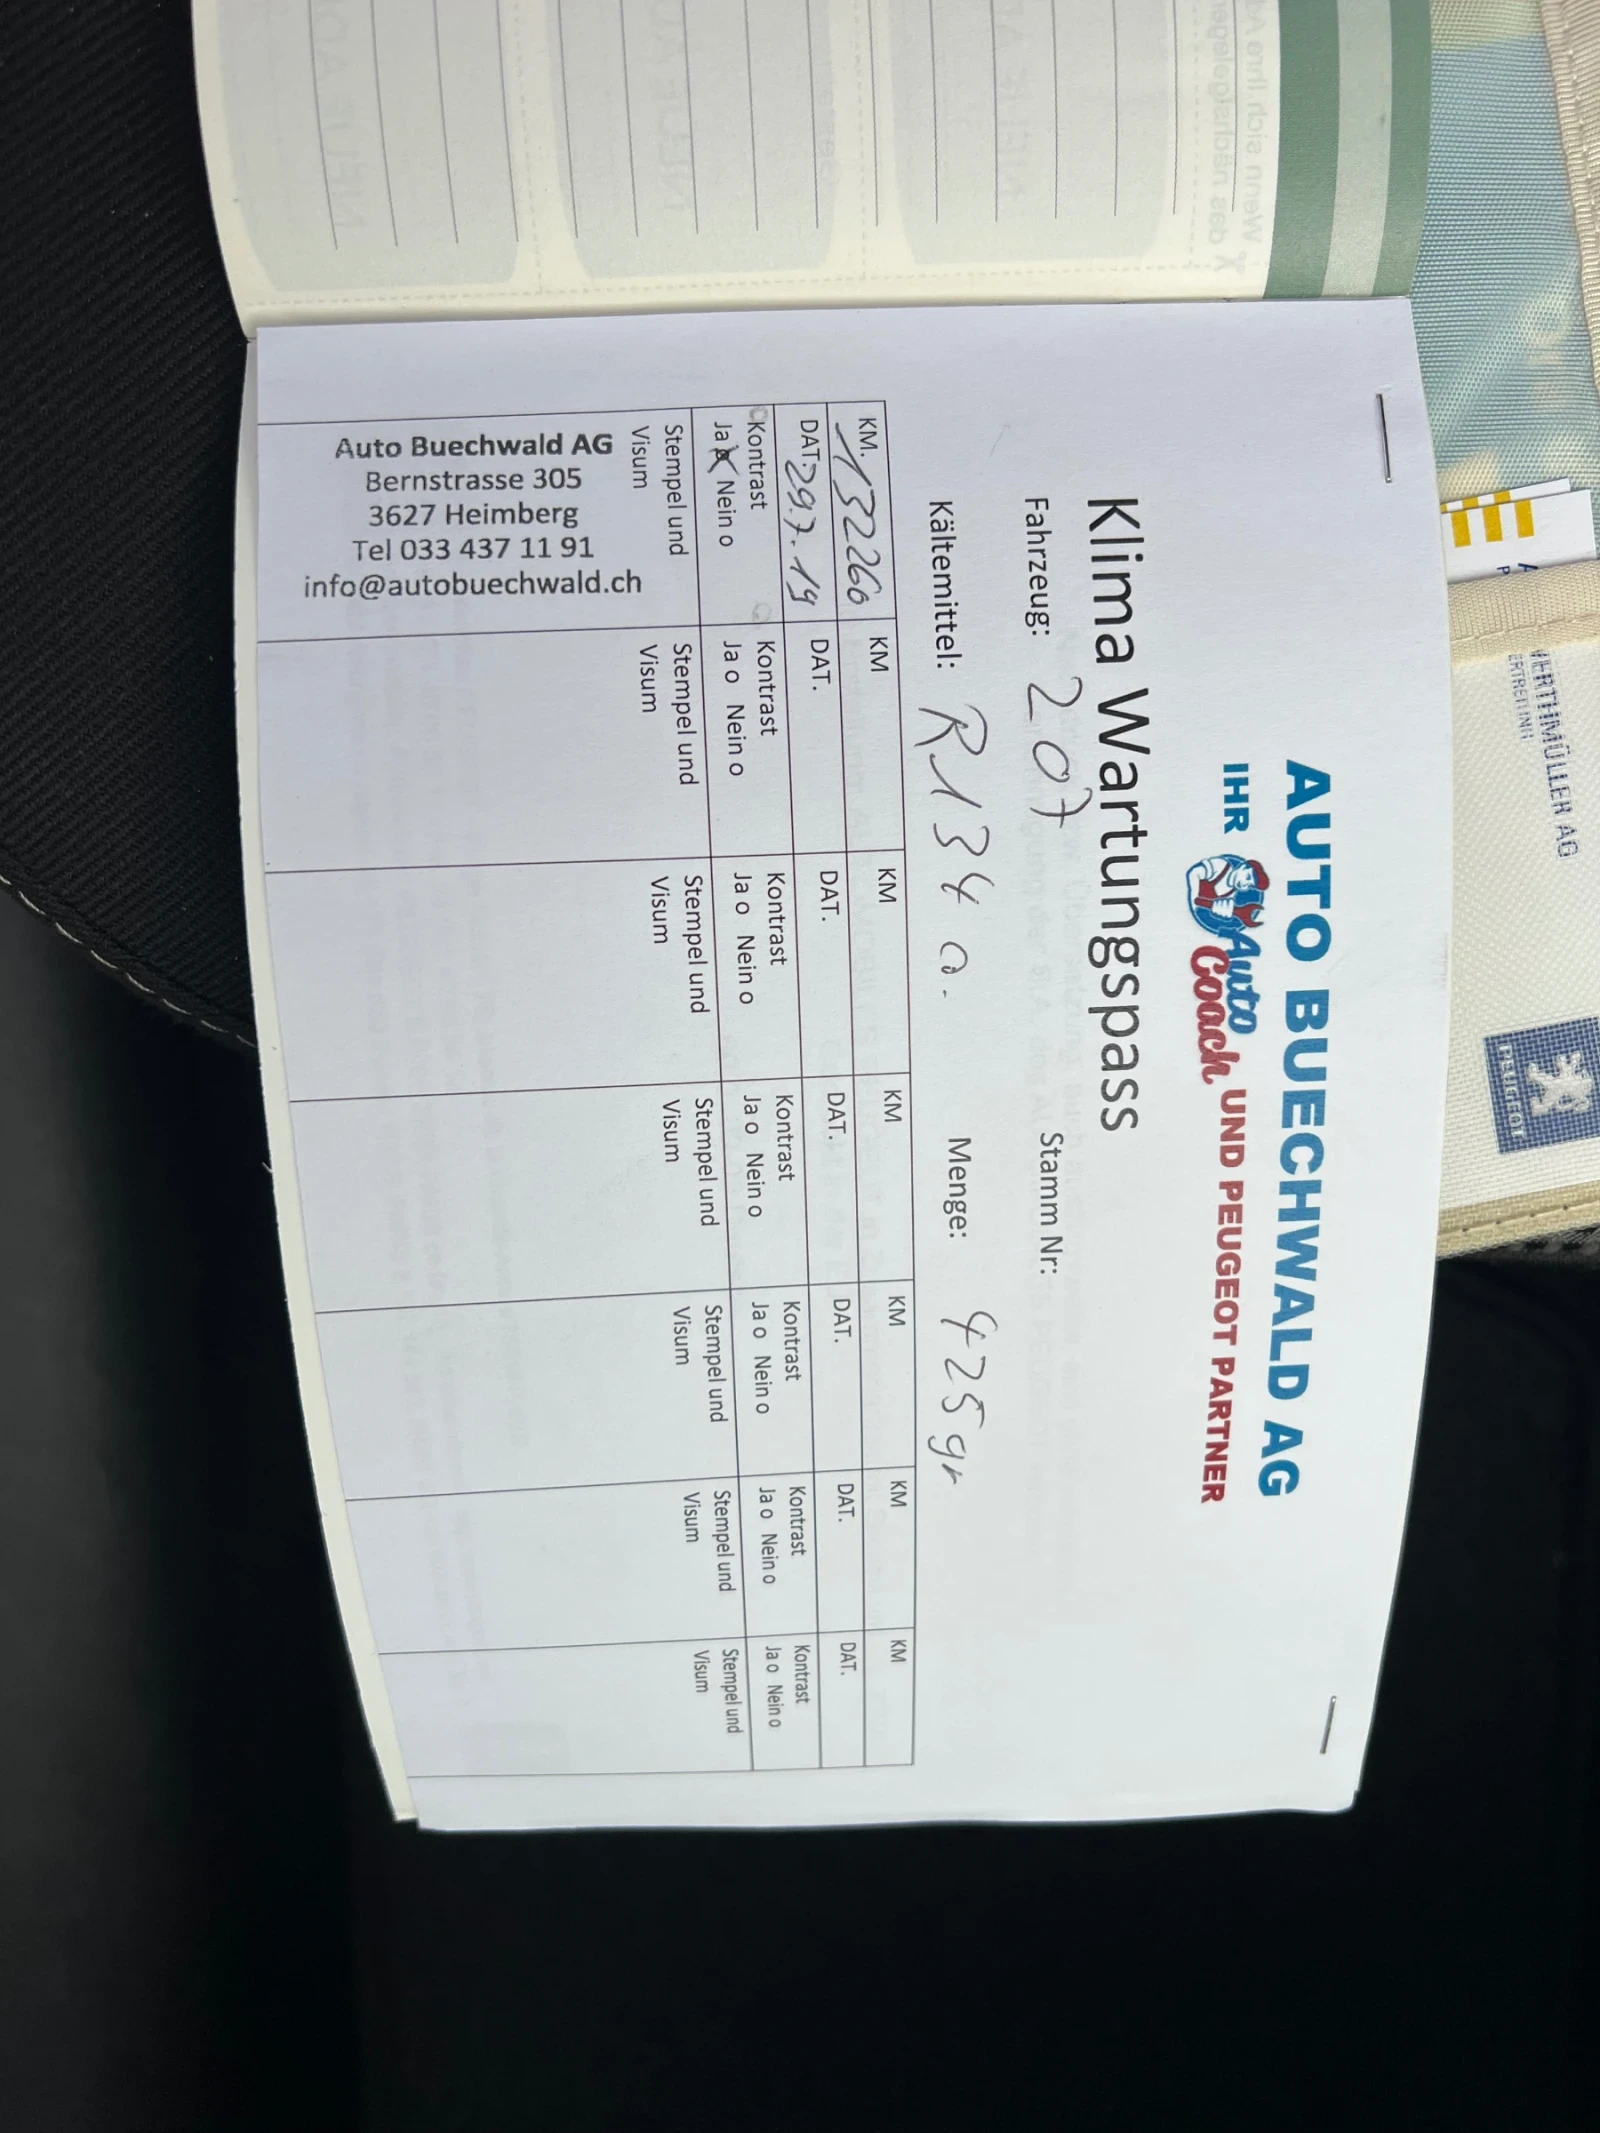 AUTO BUECHWALD AG
IHR Auto Coach UND PEUGEOT PARTNER
Klima Wartungspass
Fahrzeug: 207 Stamm Nr:
Kältemittel: R134a. Menge: 425gr
KM. 132260 KM KM KM KM KM KM
DAT. 29.7.19 DAT. DAT. DAT. DAT. DAT. DAT.
Kontrast Kontrast Kontrast Kontrast Kontrast Kontrast Kontrast
Ja X Nein o Ja o Nein o Ja o Nein o Ja o Nein o Ja o Nein o Ja o Nein o Ja o Nein o
Stempel und Stempel und Stempel und Stempel und Stempel und Stempel und Stempel und
Visum Visum Visum Visum Visum Visum Visum
Auto Buechwald AG
Bernstrasse 305
3627 Heimberg
Tel 033 437 11 91
info@autobuechwald.ch
PEUGEOT